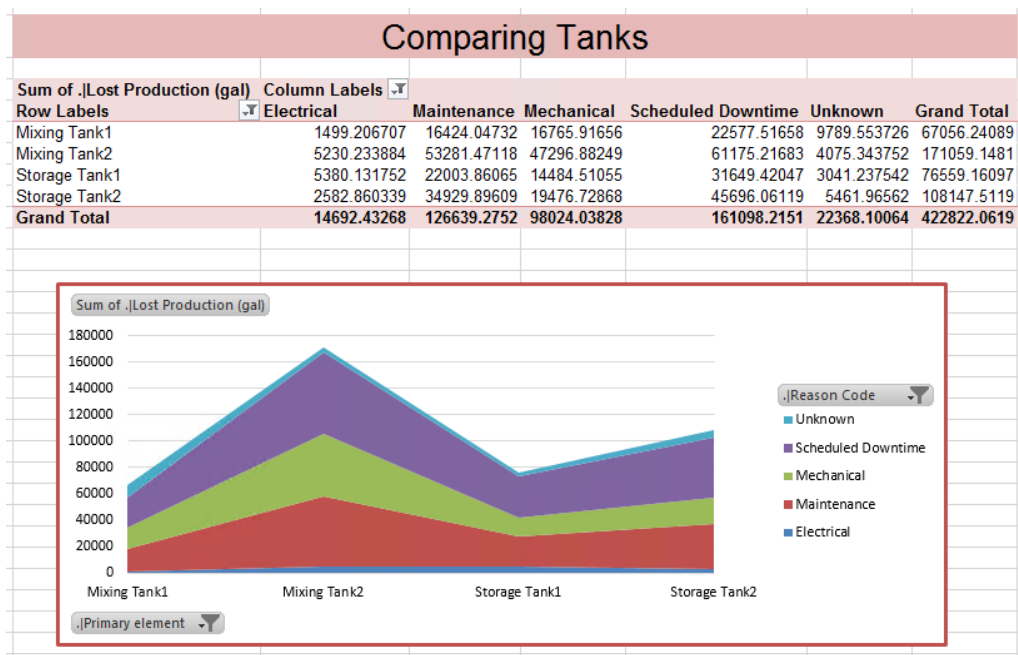 Comparing Tanks
Sum of .|Lost Production (gal) Column Labels
Row Labels Electrical Maintenance Mechanical Scheduled Downtime Unknown Grand Total
Mixing Tank1 1499.206707 16424.04732 16765.91656 22577.51658 9789.553726 67056.24089
Mixing Tank2 5230.233884 53281.47118 47296.88249 61175.21683 4075.343752 171059.1481
Storage Tank1 5380.131752 22003.86065 14484.51055 31649.42047 3041.237542 76559.16097
Storage Tank2 2582.860339 34929.89609 19476.72868 45696.06119 5461.96562 108147.5119
Grand Total 14692.43268 126639.2752 98024.03828 161098.2151 22368.10064 422822.0619
Sum of .|Lost Production (gal)
180000
160000
140000
120000
100000
80000
60000
40000
20000
0
Mixing Tank1 Mixing Tank2 Storage Tank1 Storage Tank2
.|Primary element
.|Reason Code
Unknown
Scheduled Downtime
Mechanical
Maintenance
Electrical